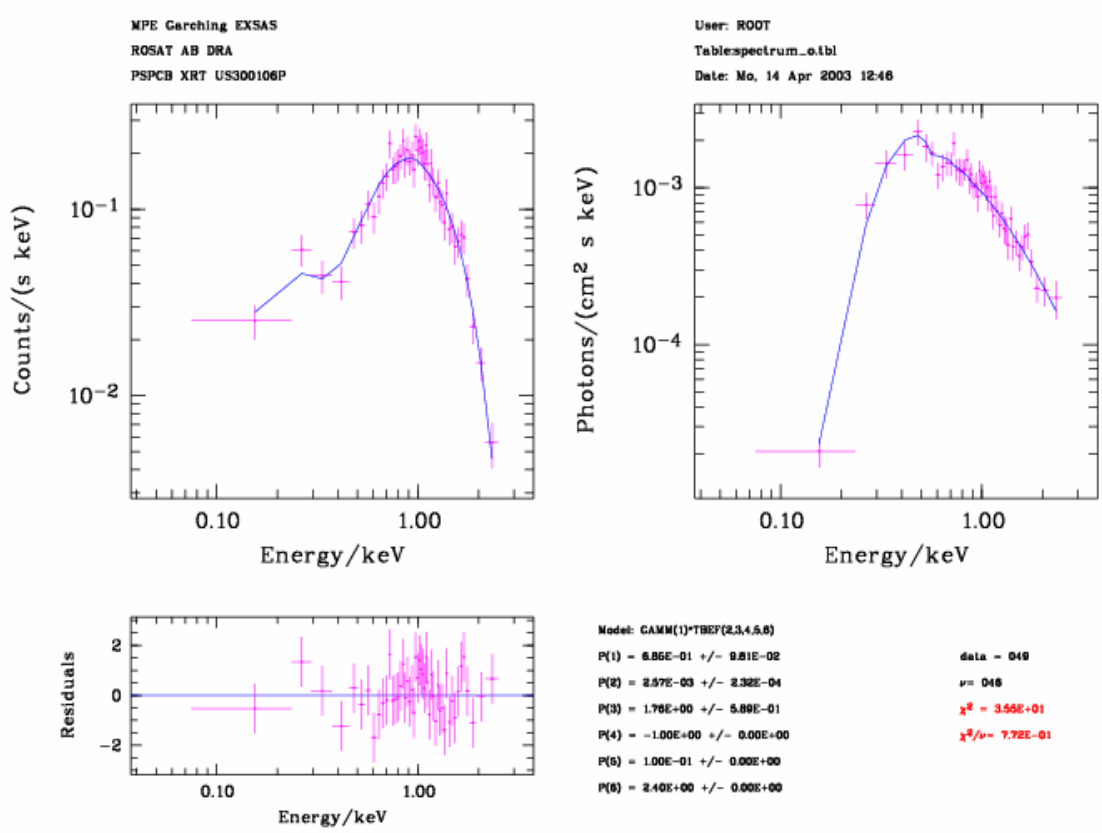 MPE Garching EXSAS
ROSAT AB DRA
PSPCB XRT US300106P
User: ROOT
Table:spectrum_o.tbl
Date: Mo, 14 Apr 2003 12:46
Counts/(s keV)
10⁻¹
10⁻²
0.10 1.00
Energy/keV
Photons/(cm² s keV)
10⁻³
10⁻⁴
0.10 1.00
Energy/keV
Residuals
2
0
-2
0.10 1.00
Energy/keV
Model: GAMM(1)*TBEF(2,3,4,5,6)
P(1) = 6.85E-01 +/- 9.81E-02
P(2) = 2.57E-03 +/- 2.32E-04
P(3) = 1.76E+00 +/- 5.89E-01
P(4) = -1.00E+00 +/- 0.00E+00
P(5) = 1.00E-01 +/- 0.00E+00
P(6) = 2.40E+00 +/- 0.00E+00
data = 049
ν= 046
χ² = 3.55E+01
χ²/ν= 7.72E-01